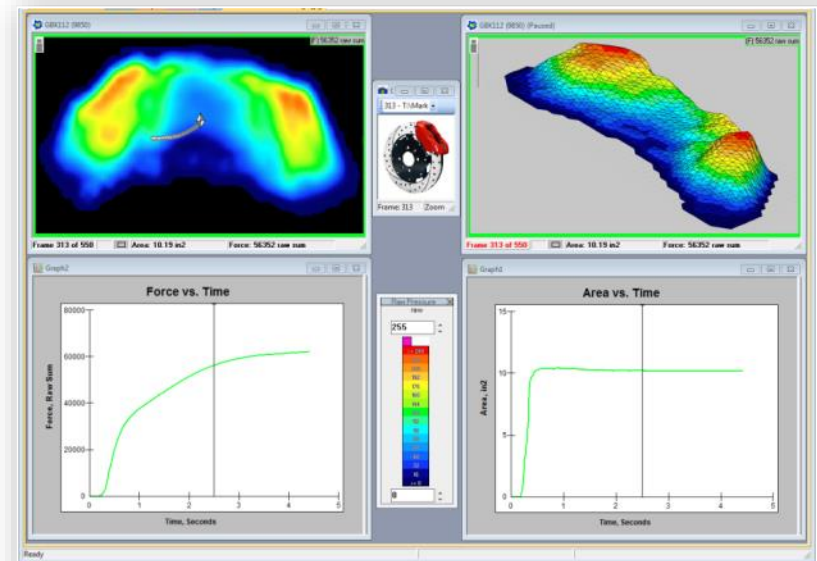 GBK112 (9850)
(F) 56352 raw sum
Frame 313 of 550
Area: 10.19 in2
Force: 56352 raw sum
313 - T:\Mark
Frame: 313
Zoom
GBK112 (9850) (Paused)
(F) 56352 raw sum
Frame 313 of 550
Area: 10.19 in2
Force: 56352 raw sum
Graph2
Force vs. Time
80000
60000
40000
20000
0
Force, Raw Sum
0 1 2 3 4 5
Time, Seconds
Raw Pressure
raw
255
0
Graph1
Area vs. Time
15
10
5
0
Area, in2
0 1 2 3 4 5
Time, Seconds
Ready